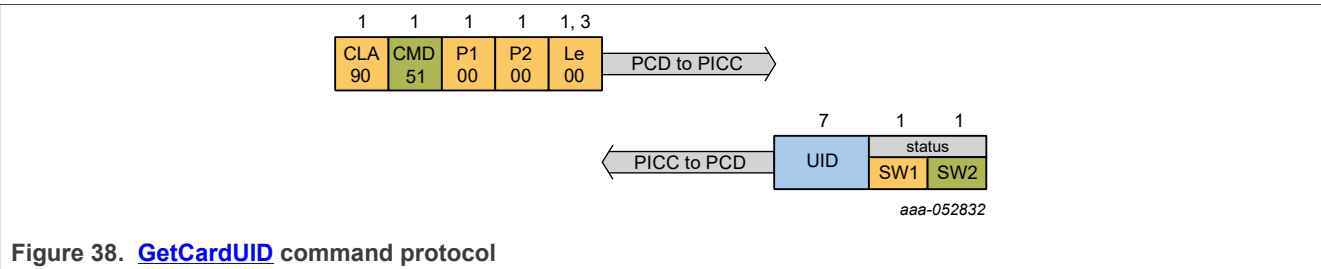 1 1 1 1 1, 3
CLA CMD P1 P2 Le
90 51 00 00 00
PCD to PICC
7 1 1
PICC to PCD
UID
status
SW1 SW2
aaa-052832
Figure 38. GetCardUID command protocol